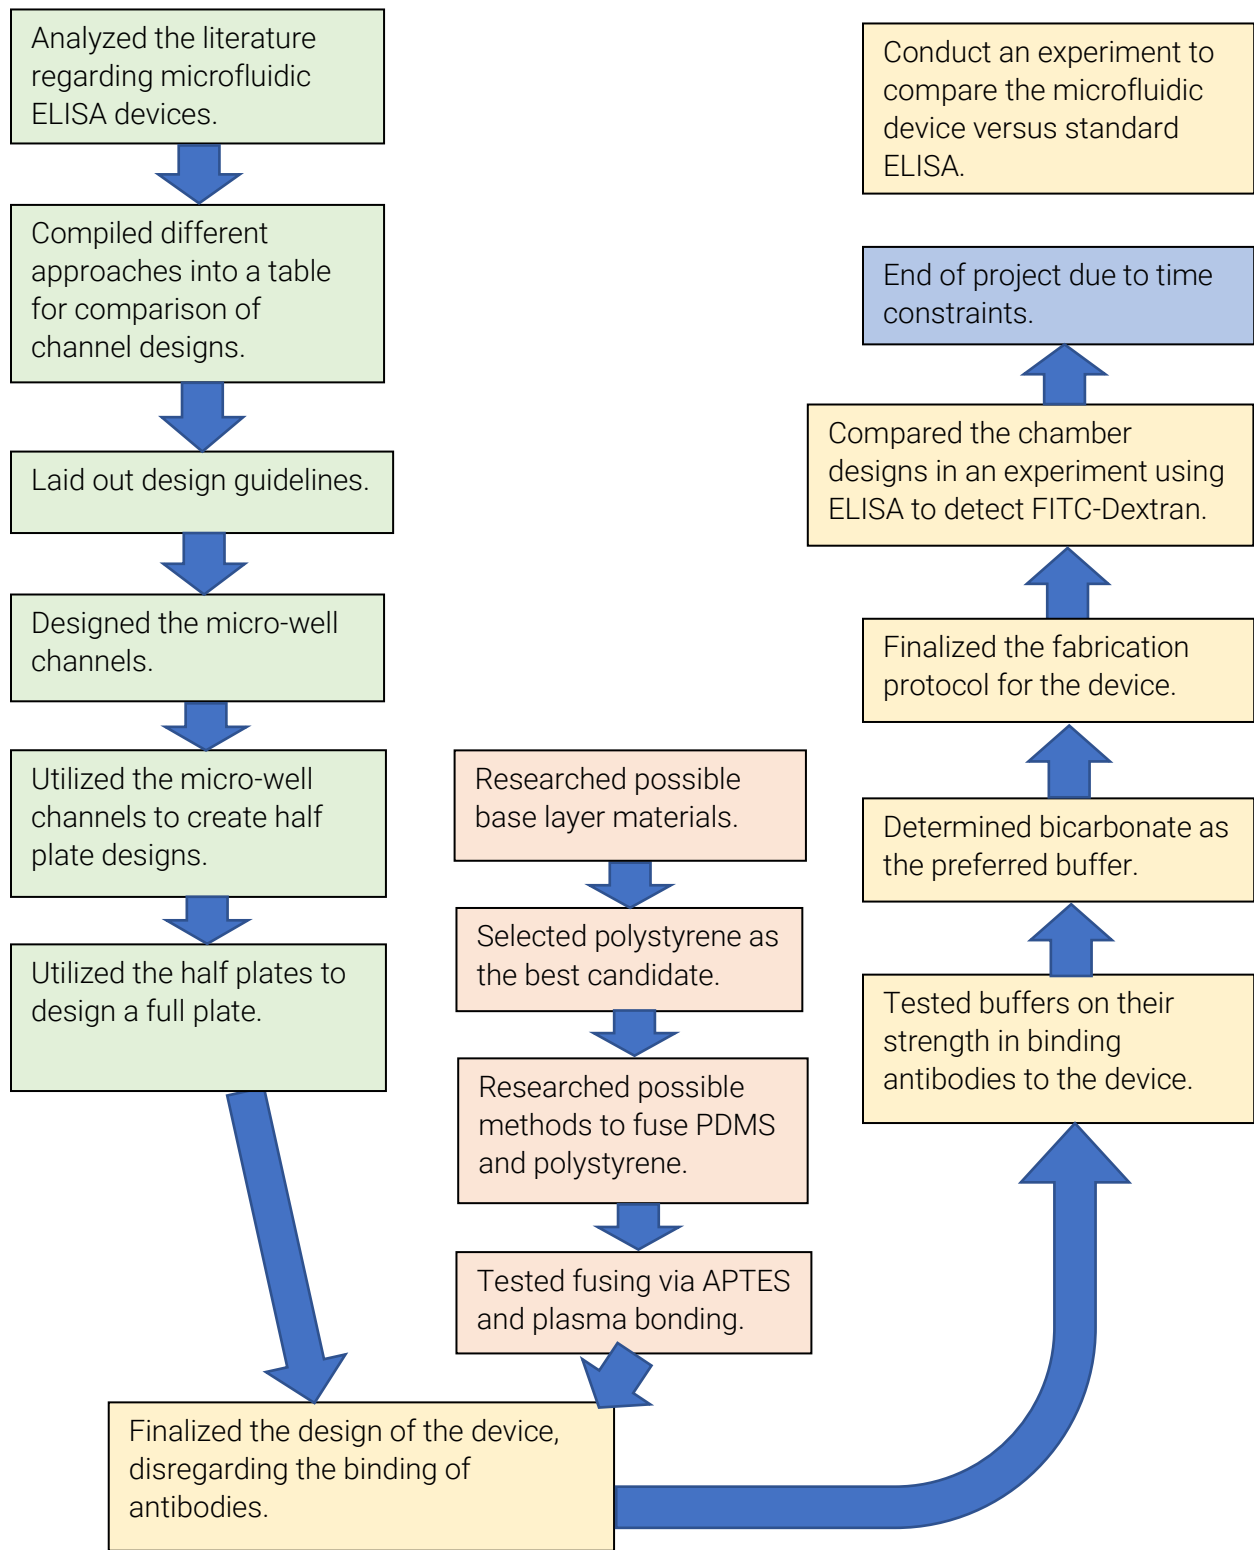 Analyzed the literature
regarding microfluidic
ELISA devices.
Compiled different
approaches into a table
for comparison of
channel designs.
Laid out design guidelines.
Designed the micro-well
channels.
Utilized the micro-well
channels to create half
plate designs.
Utilized the half plates to
design a full plate.
Researched possible
base layer materials.
Selected polystyrene as
the best candidate.
Researched possible
methods to fuse PDMS
and polystyrene.
Tested fusing via APTES
and plasma bonding.
Finalized the design of the device,
disregarding the binding of
antibodies.
Tested buffers on their
strength in binding
antibodies to the device.
Determined bicarbonate as
the preferred buffer.
Finalized the fabrication
protocol for the device.
Compared the chamber
designs in an experiment using
ELISA to detect FITC-Dextran.
End of project due to time
constraints.
Conduct an experiment to
compare the microfluidic
device versus standard
ELISA.